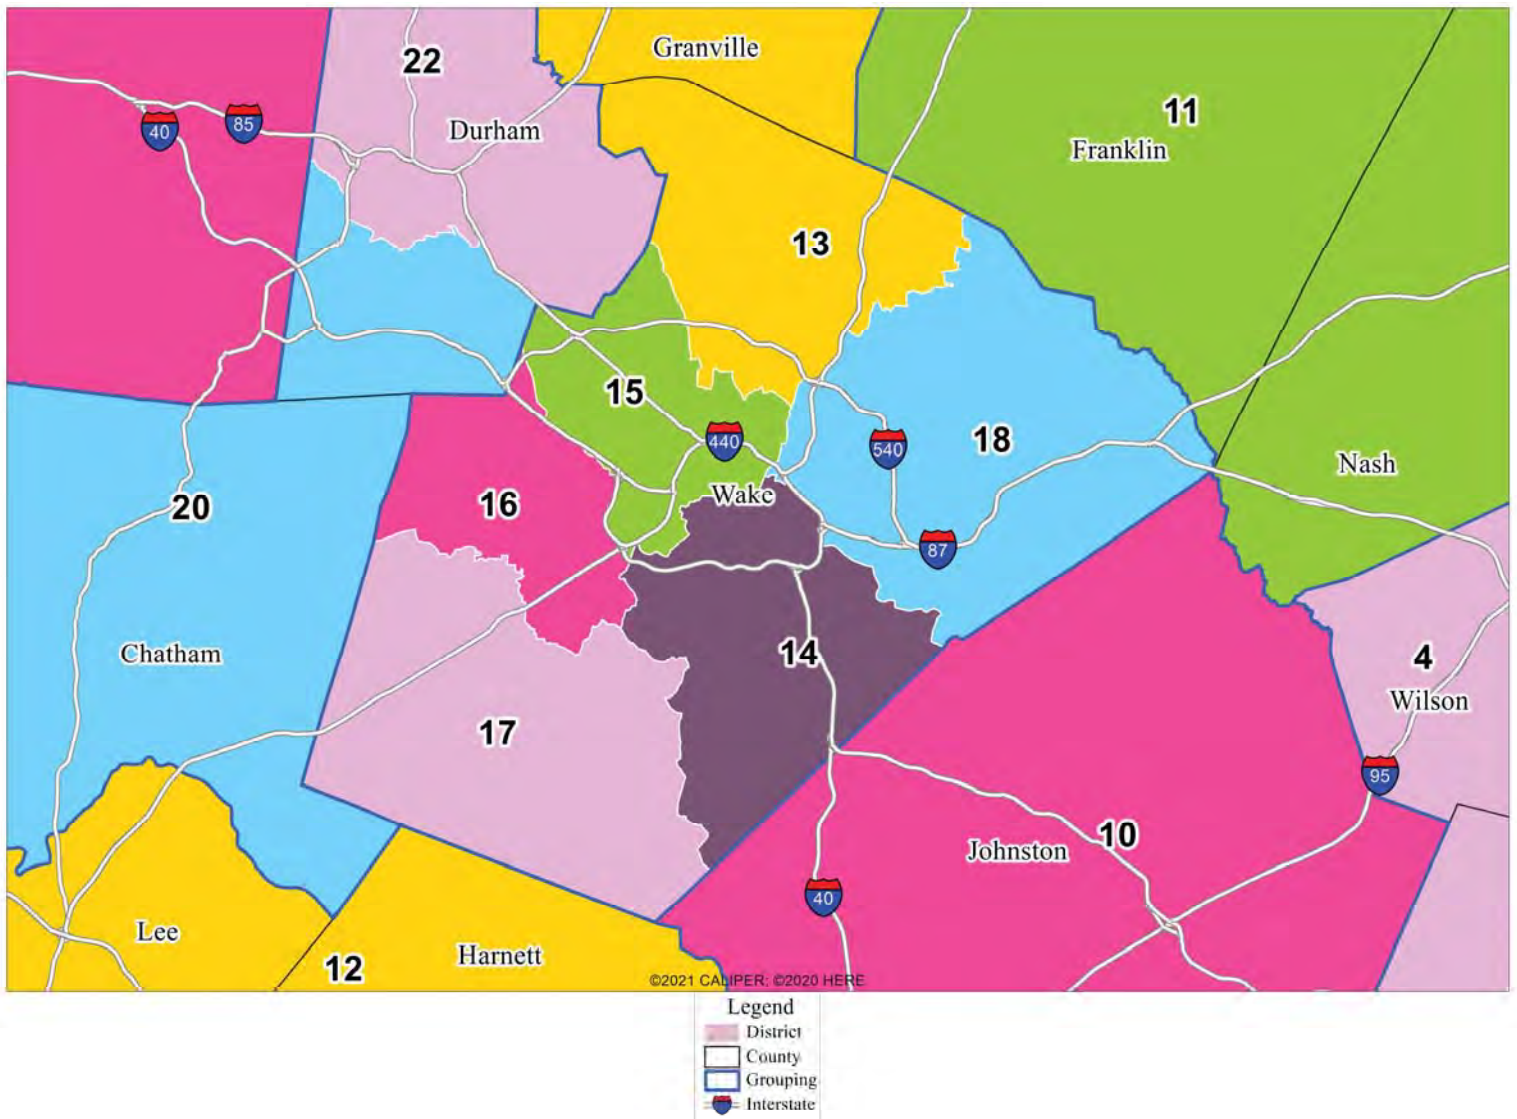 Granville
22
11
40
85
Durham
Franklin
13
15
440
18
540
Nash
16
Wake
20
87
Chatham
14
4
Wilson
17
95
10
Johnston
40
Lee
Harnett
12
©2021 CALIPER; ©2020 HERE
Legend
District
County
Grouping
Interstate